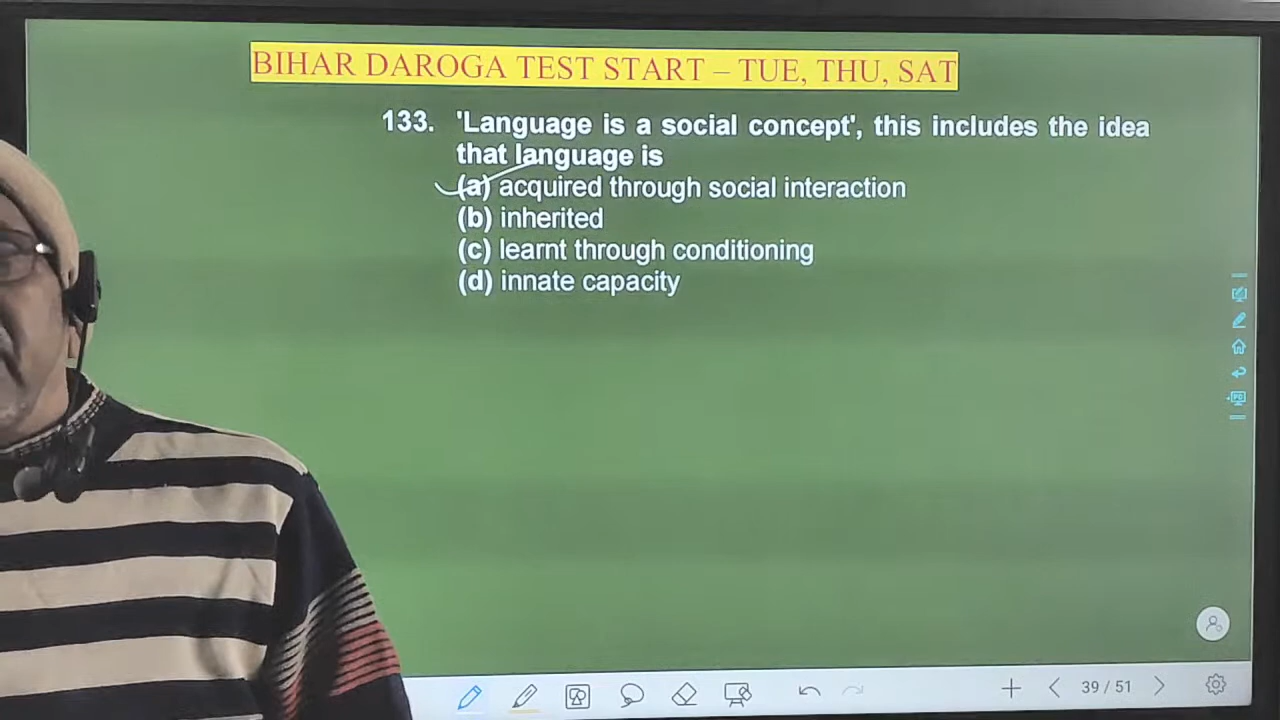 BIHAR DAROGA TEST START – TUE, THU, SAT
133. 'Language is a social concept', this includes the idea
that language is
(a) acquired through social interaction
(b) inherited
(c) learnt through conditioning
(d) innate capacity
39 / 51